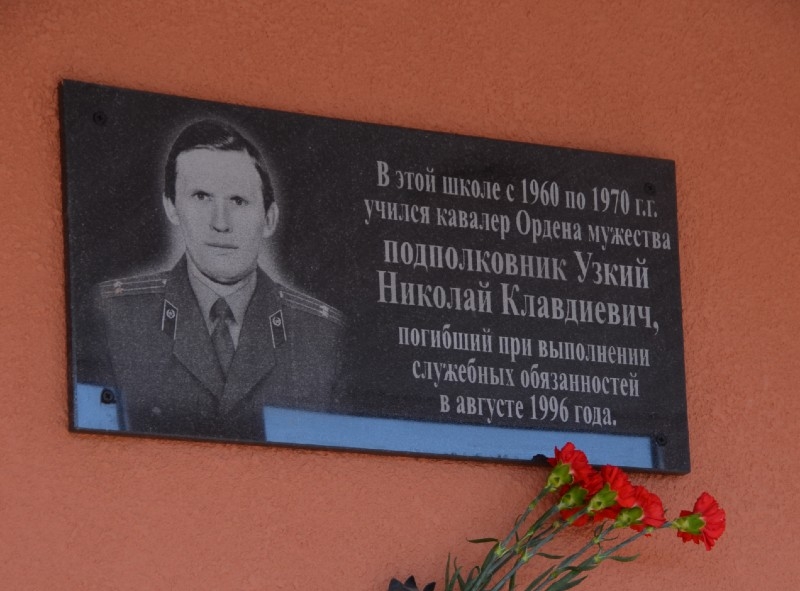 В этой школе с 1960 по 1970 г.г.
учился кавалер Ордена мужества
подполковник Узкий
Николай Клавдиевич,
погибший при выполнении
служебных обязанностей
в августе 1996 года.